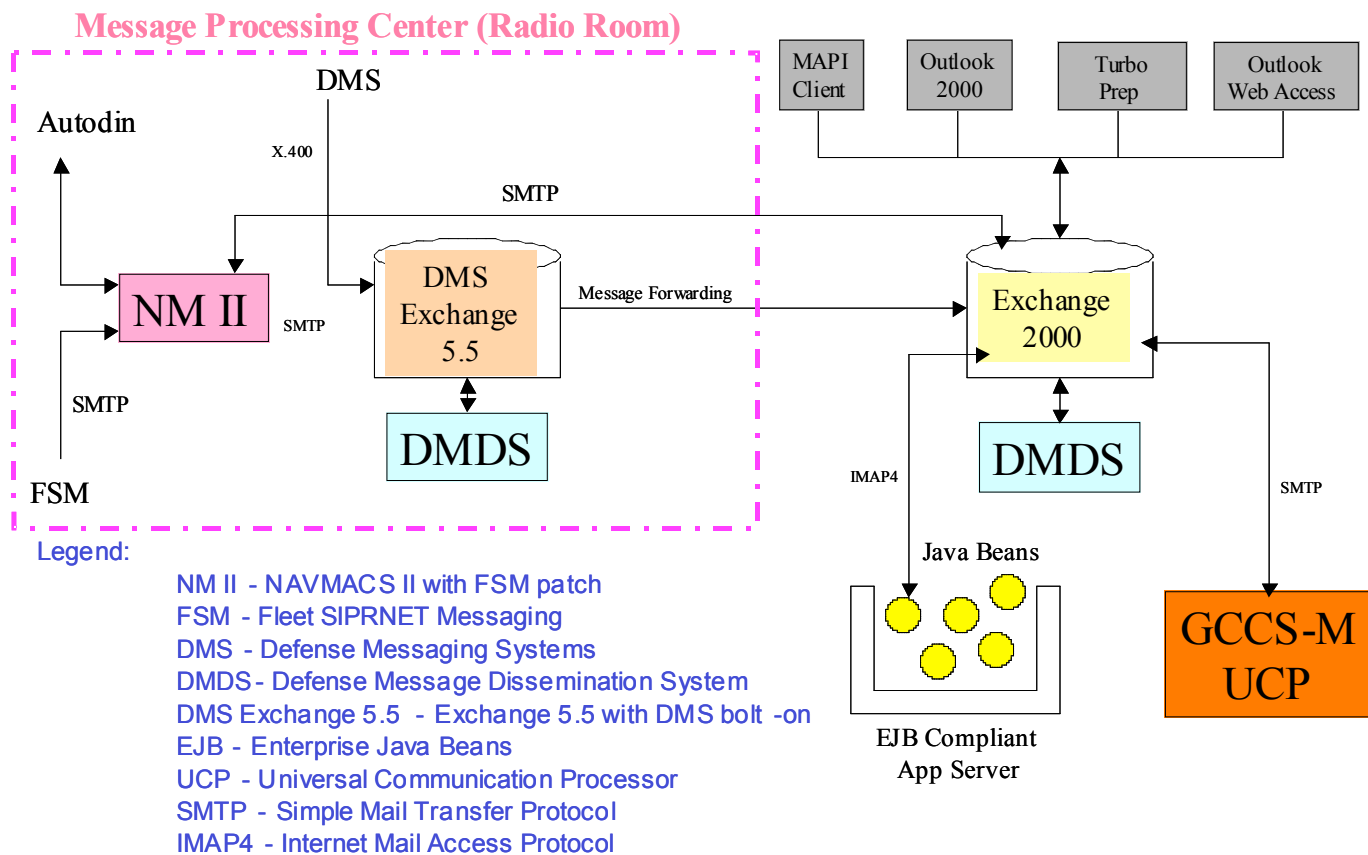 Message Processing Center (Radio Room)
DMS
Autodin
X.400
SMTP
NM II
SMTP
DMS
Exchange
5.5
Message Forwarding
SMTP
FSM
DMDS
MAPI
Client
Outlook
2000
Turbo
Prep
Outlook
Web Access
Exchange
2000
DMDS
IMAP4
SMTP
Java Beans
EJB Compliant
App Server
GCCS-M
UCP
Legend:
NM II - NAVMACS II with FSM patch
FSM - Fleet SIPRNET Messaging
DMS - Defense Messaging Systems
DMDS - Defense Message Dissemination System
DMS Exchange 5.5 - Exchange 5.5 with DMS bolt -on
EJB - Enterprise Java Beans
UCP - Universal Communication Processor
SMTP - Simple Mail Transfer Protocol
IMAP4 - Internet Mail Access Protocol